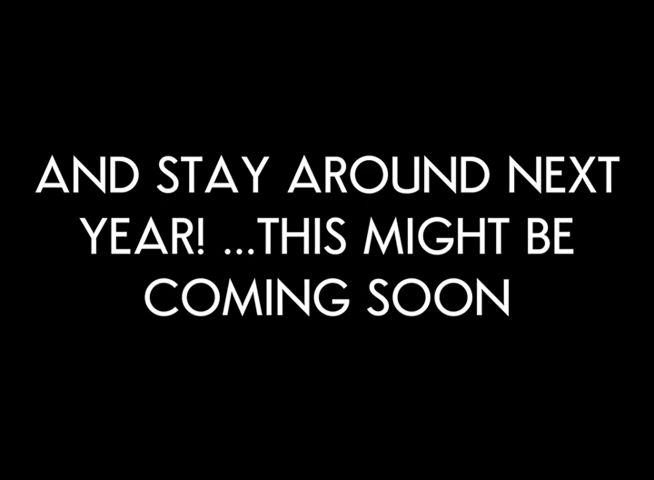 AND STAY AROUND NEXT
YEAR! ...THIS MIGHT BE
COMING SOON